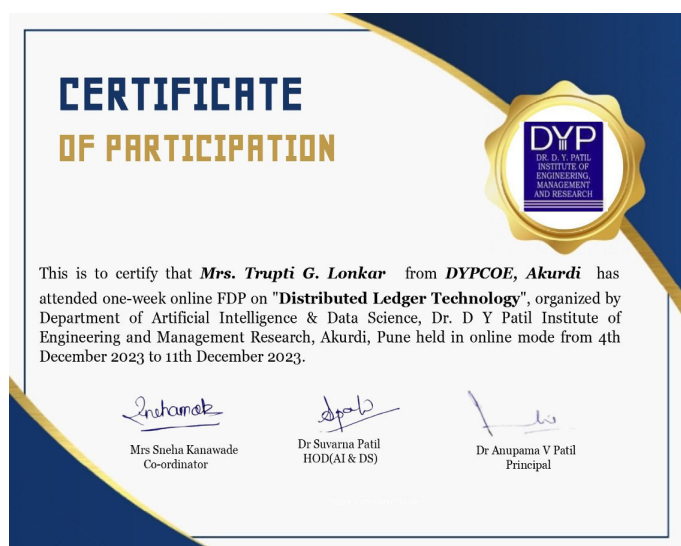 CERTIFICATE
OF PARTICIPATION
DYP
DR. D. Y. PATIL
INSTITUTE OF
ENGINEERING,
MANAGEMENT
AND RESEARCH
This is to certify that Mrs. Trupti G. Lonkar from DYPCOE, Akurdi has
attended one-week online FDP on "Distributed Ledger Technology", organized by
Department of Artificial Intelligence & Data Science, Dr. D Y Patil Institute of
Engineering and Management Research, Akurdi, Pune held in online mode from 4th
December 2023 to 11th December 2023.
Mrs Sneha Kanawade
Co-ordinator
Dr Suvarna Patil
HOD(AI & DS)
Dr Anupama V Patil
Principal